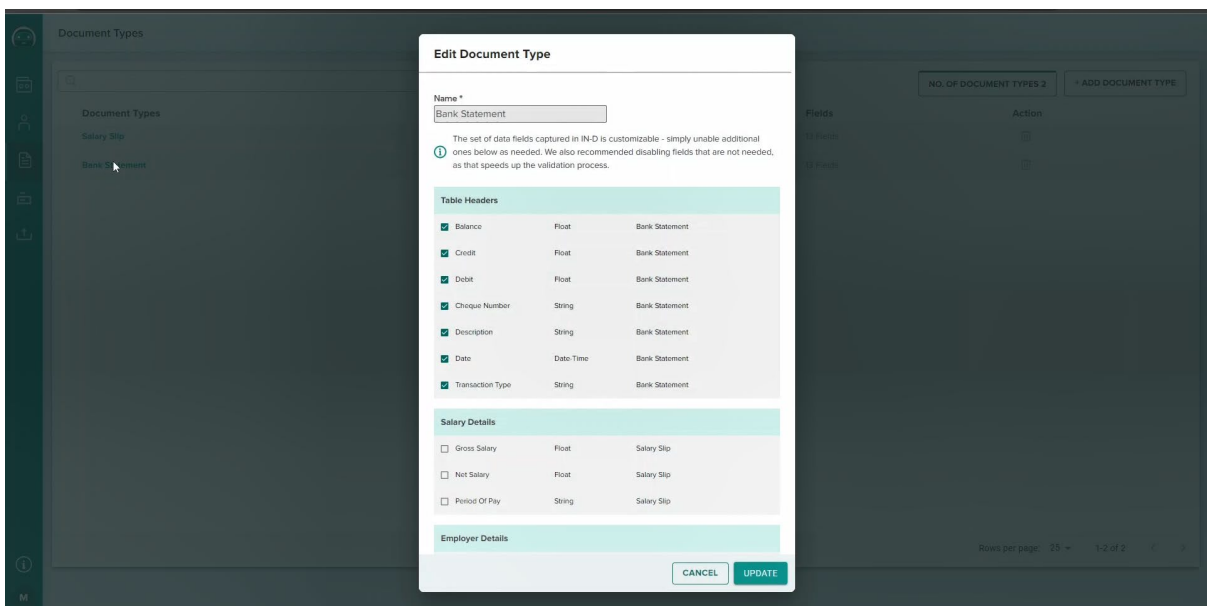 Document Types
NO. OF DOCUMENT TYPES 2
+ ADD DOCUMENT TYPE
Document Types
Fields
Action
Salary Slip
Bank Statement
Edit Document Type
Name *
Bank Statement
The set of data fields captured in IN-D is customizable - simply unable additional
ones below as needed. We also recommended disabling fields that are not needed,
as that speeds up the validation process.
Table Headers
Balance Float Bank Statement
Credit Float Bank Statement
Debit Float Bank Statement
Cheque Number String Bank Statement
Description String Bank Statement
Date Date-Time Bank Statement
Transaction Type String Bank Statement
Salary Details
Gross Salary Float Salary Slip
Net Salary Float Salary Slip
Period Of Pay String Salary Slip
Employer Details
CANCEL
UPDATE
Rows per page: 25
1-2 of 2
M